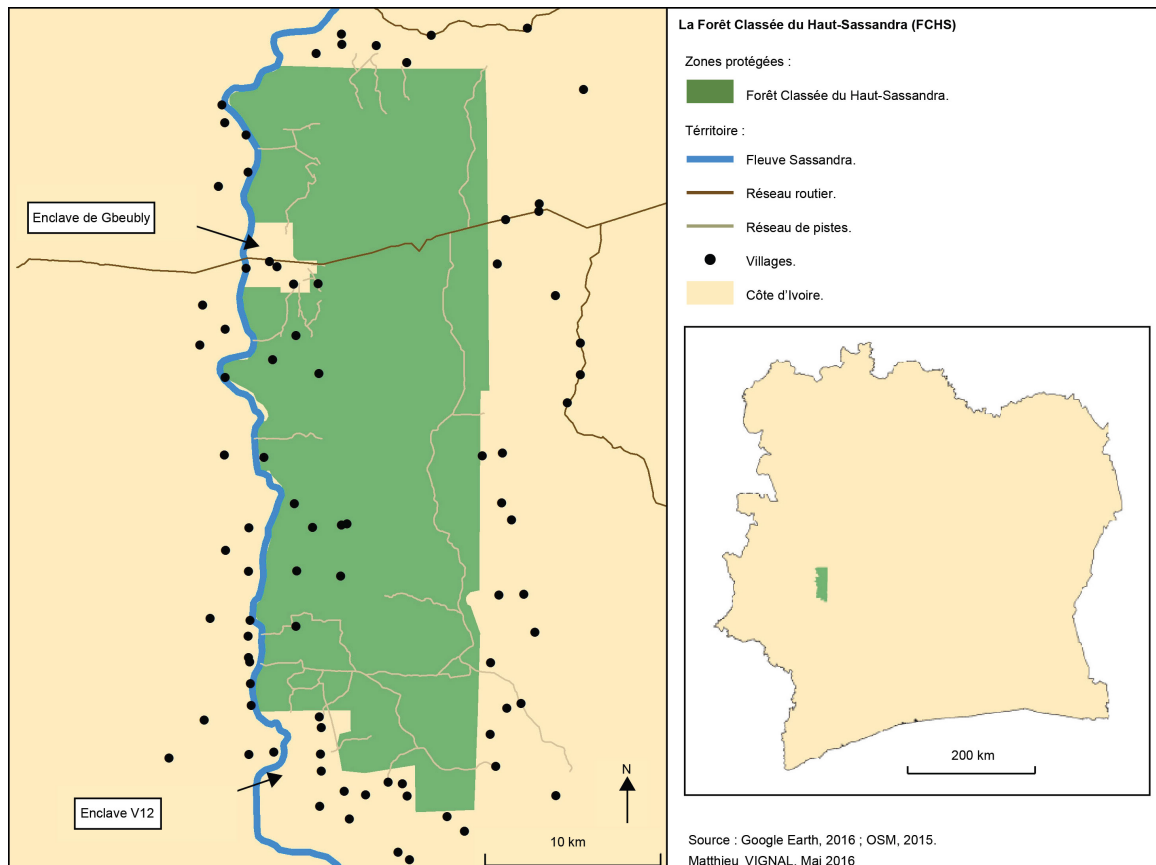 Enclave de Gbeubly
Enclave V12
N
10 km
La Forêt Classée du Haut-Sassandra (FCHS)
Zones protégées :
Forêt Classée du Haut-Sassandra.
Térritoire :
Fleuve Sassandra.
Réseau routier.
Réseau de pistes.
Villages.
Côte d'Ivoire.
200 km
Source : Google Earth, 2016 ; OSM, 2015.
Matthieu VIGNAL, Mai 2016